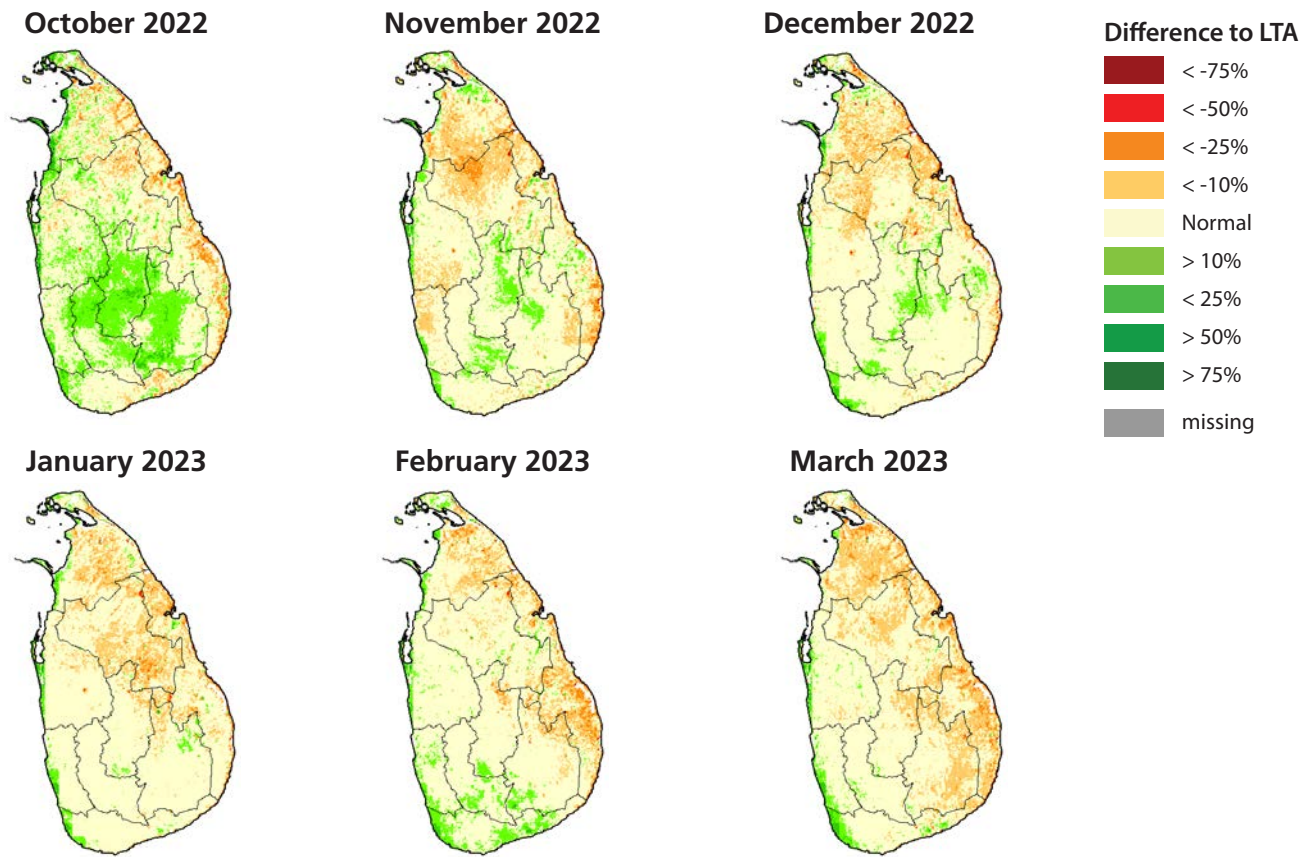 October 2022
November 2022
December 2022
Difference to LTA
< -75%
< -50%
< -25%
< -10%
Normal
> 10%
< 25%
> 50%
> 75%
missing
January 2023
February 2023
March 2023